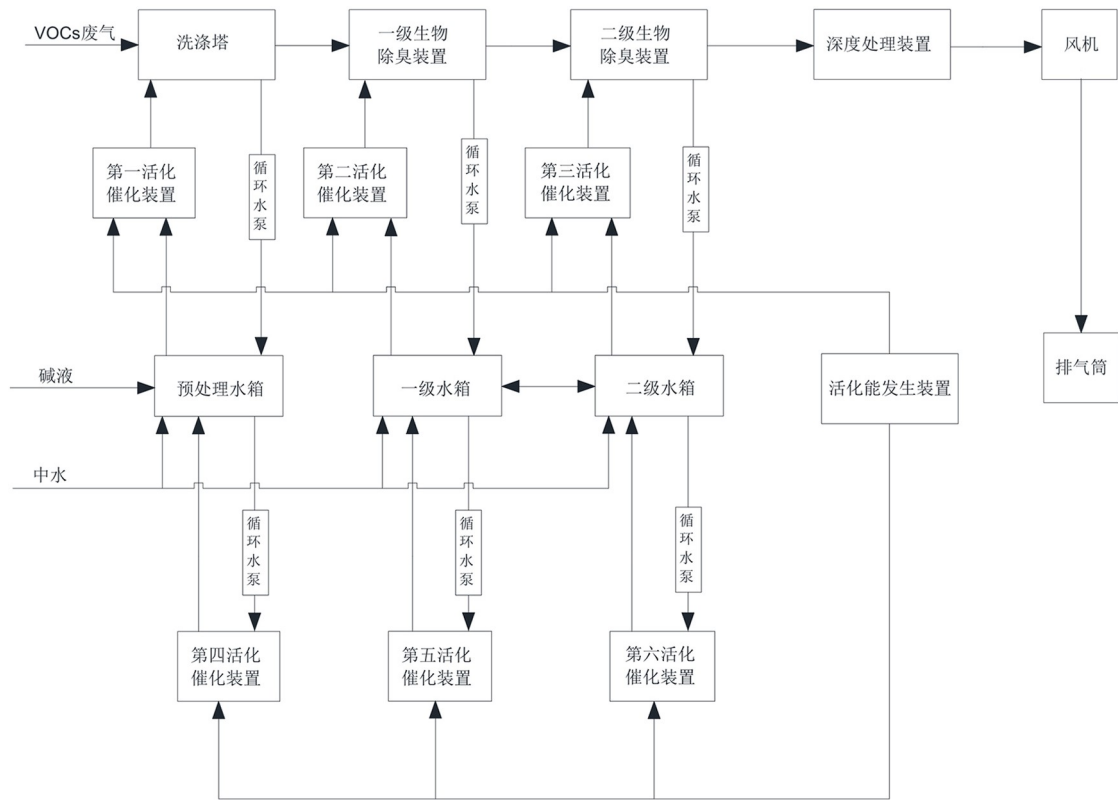 VOCs废气
洗涤塔
一级生物
除臭装置
二级生物
除臭装置
深度处理装置
风机
第一活化
催化装置
循环水泵
第二活化
催化装置
循环水泵
第三活化
催化装置
循环水泵
碱液
预处理水箱
一级水箱
二级水箱
活化能发生装置
排气筒
中水
循环水泵
循环水泵
循环水泵
第四活化
催化装置
第五活化
催化装置
第六活化
催化装置